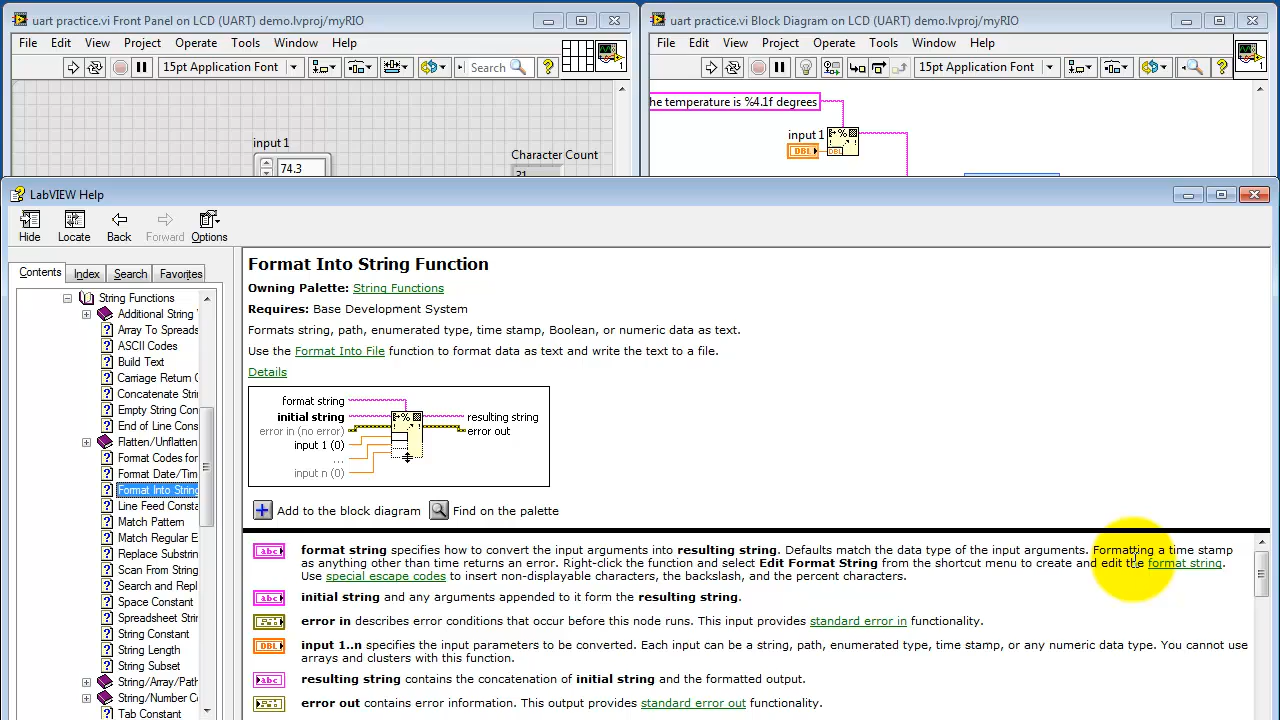 uart practice.vi Front Panel on LCD (UART) demo.lvproj/myRIO
File Edit View Project Operate Tools Window Help
15pt Application Font
Search
1
input 1
74.3
Character Count
31
uart practice.vi Block Diagram on LCD (UART) demo.lvproj/myRIO
File Edit View Project Operate Tools Window Help
15pt Application Font
1
he temperature is %4.1f degrees
input 1
DBL
DBL
LabVIEW Help
Hide Locate Back Forward Options
Contents Index Search Favorites
String Functions
Additional String
Array To Spreads
ASCII Codes
Build Text
Carriage Return C
Concatenate Strin
Empty String Con
End of Line Const
Flatten/Unflatten
Format Codes for
Format Date/Tim
Format Into String
Line Feed Consta
Match Pattern
Match Regular E
Replace Substrin
Scan From String
Search and Repl
Space Constant
Spreadsheet Strin
String Constant
String Length
String Subset
String/Array/Path
String/Number Co
Tab Constant
Format Into String Function
Owning Palette: String Functions
Requires: Base Development System
Formats string, path, enumerated type, time stamp, Boolean, or numeric data as text.
Use the Format Into File function to format data as text and write the text to a file.
Details
format string
initial string
error in (no error)
input 1 (0)
...
input n (0)
resulting string
error out
Add to the block diagram Find on the palette
abc format string specifies how to convert the input arguments into resulting string. Defaults match the data type of the input arguments. Formatting a time stamp
as anything other than time returns an error. Right-click the function and select Edit Format String from the shortcut menu to create and edit the format string.
Use special escape codes to insert non-displayable characters, the backslash, and the percent characters.
abc initial string and any arguments appended to it form the resulting string.
error in describes error conditions that occur before this node runs. This input provides standard error in functionality.
DBL input 1..n specifies the input parameters to be converted. Each input can be a string, path, enumerated type, time stamp, or any numeric data type. You cannot use
arrays and clusters with this function.
abc resulting string contains the concatenation of initial string and the formatted output.
error out contains error information. This output provides standard error out functionality.